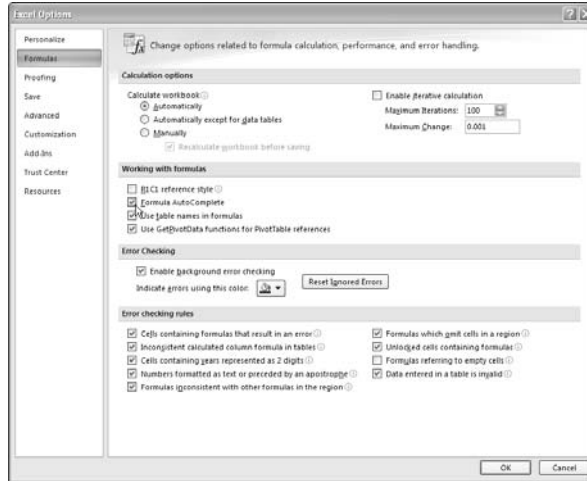 Excel Options
Personalize
Formulas
Proofing
Save
Advanced
Customization
Add-Ins
Trust Center
Resources
Change options related to formula calculation, performance, and error handling.
Calculation options
Calculate workbook
Automatically
Automatically except for data tables
Manually
Recalculate workbook before saving
Enable iterative calculation
Maximum Iterations: 100
Maximum Change: 0.001
Working with formulas
R1C1 reference style
Formula AutoComplete
Use table names in formulas
Use GetPivotData functions for PivotTable references
Error Checking
Enable background error checking
Indicate errors using this color:
Reset Ignored Errors
Error checking rules
Cells containing formulas that result in an error
Inconsistent calculated column formula in tables
Cells containing years represented as 2 digits
Numbers formatted as text or preceded by an apostrophe
Formulas inconsistent with other formulas in the region
Formulas which omit cells in a region
Unlocked cells containing formulas
Formulas referring to empty cells
Data entered in a table is invalid
OK Cancel